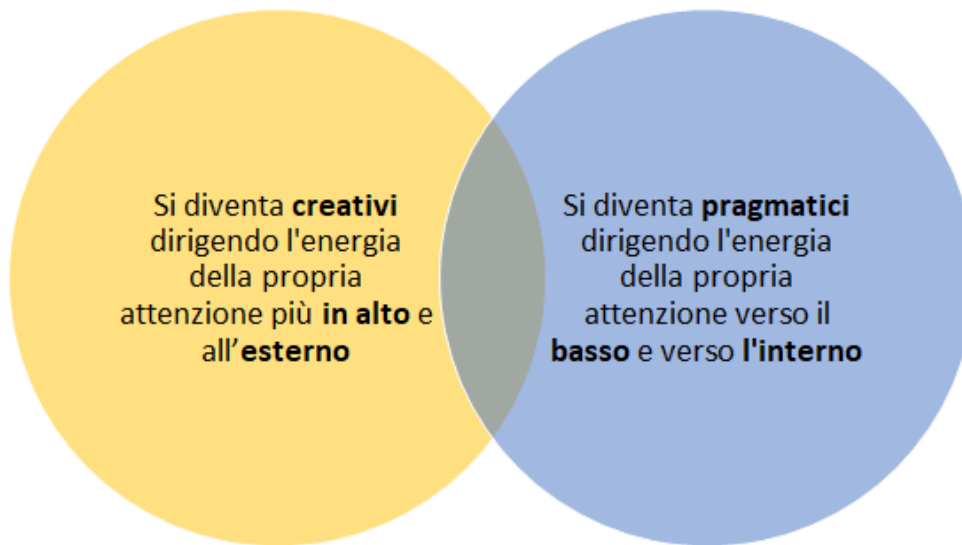 Si diventa creativi
dirigendo l'energia
della propria
attenzione più in alto e
all’esterno
Si diventa pragmatici
dirigendo l'energia
della propria
attenzione verso il
basso e verso l'interno